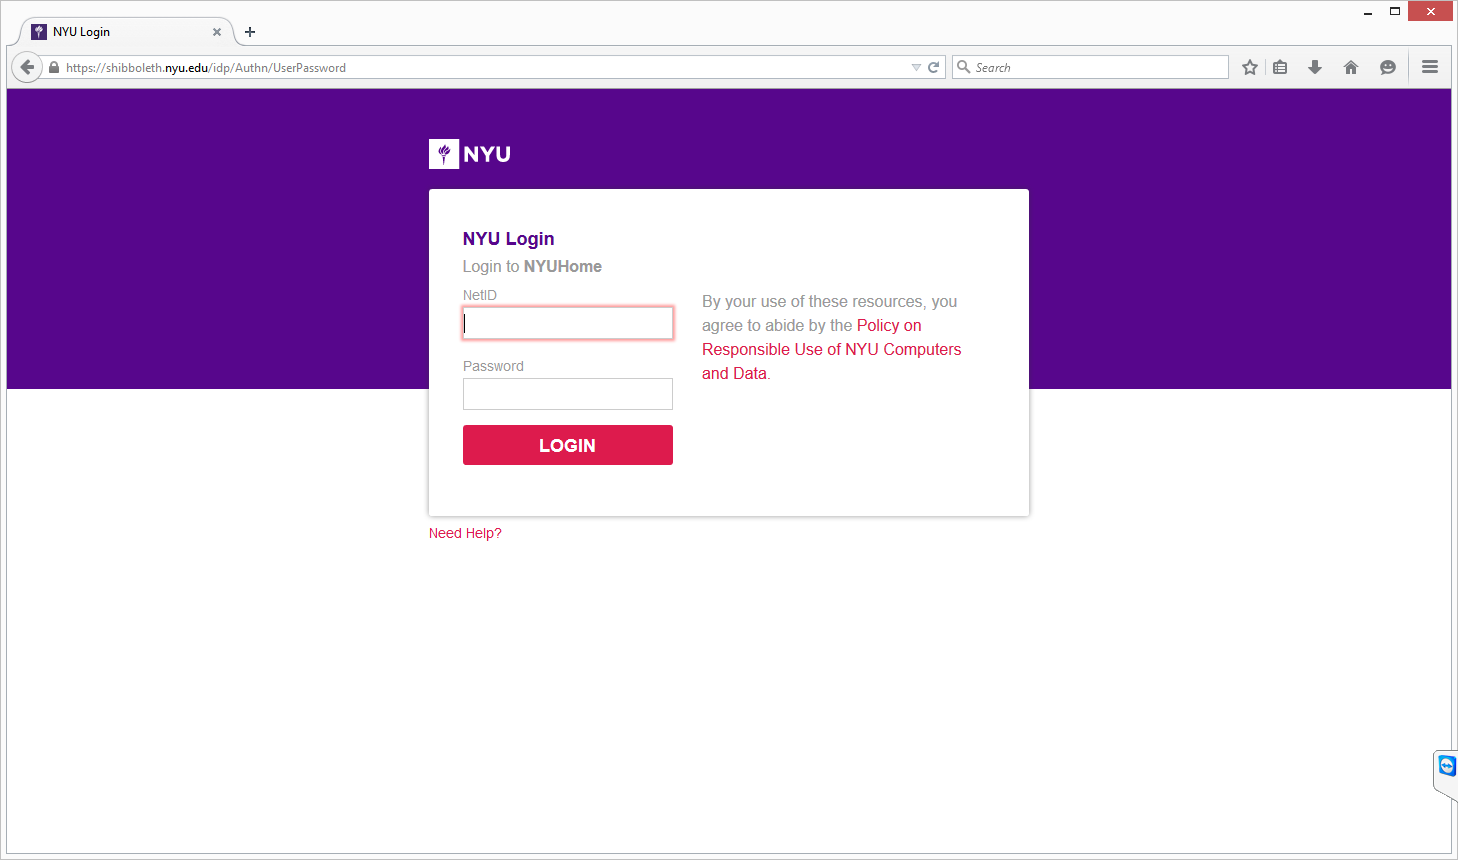 NYU Login
https://shibboleth.nyu.edu/idp/Authn/UserPassword
Search
NYU
NYU Login
Login to NYUHome
NetID
Password
LOGIN
By your use of these resources, you
agree to abide by the Policy on
Responsible Use of NYU Computers
and Data.
Need Help?